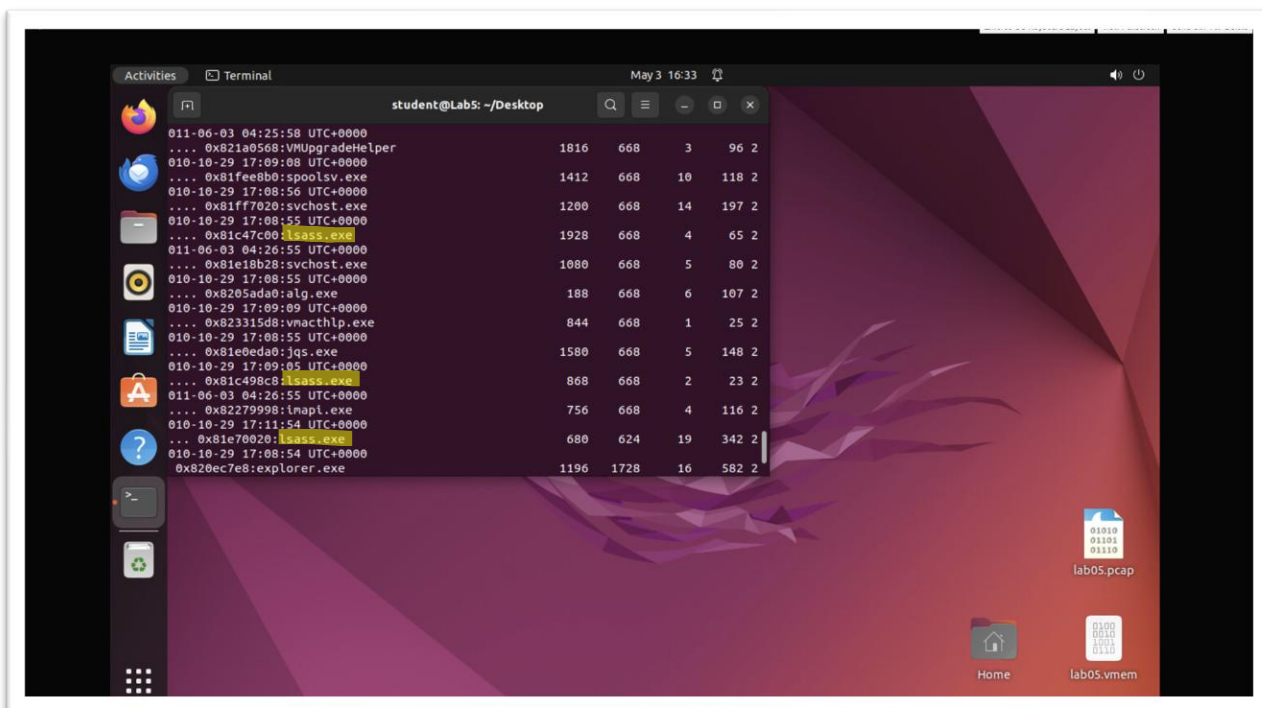 Activities Terminal May 3 16:33
student@Lab5: ~/Desktop
011-06-03 04:25:58 UTC+0000
.... 0x821a0568:VMUpgradeHelper 1816 668 3 96 2
010-10-29 17:09:08 UTC+0000
.... 0x81fee8b0:spoolsv.exe 1412 668 10 118 2
010-10-29 17:08:56 UTC+0000
.... 0x81ff7020:svchost.exe 1200 668 14 197 2
010-10-29 17:08:55 UTC+0000
.... 0x81c47c00:lsass.exe 1928 668 4 65 2
011-06-03 04:26:55 UTC+0000
.... 0x81e18b28:svchost.exe 1080 668 5 80 2
010-10-29 17:08:55 UTC+0000
.... 0x8205ada0:alg.exe 188 668 6 107 2
010-10-29 17:09:09 UTC+0000
.... 0x823315d8:vmacthlp.exe 844 668 1 25 2
010-10-29 17:08:55 UTC+0000
.... 0x81e0eda0:jqs.exe 1580 668 5 148 2
010-10-29 17:09:05 UTC+0000
.... 0x81c498c8:lsass.exe 868 668 2 23 2
011-06-03 04:26:55 UTC+0000
.... 0x82279998:imapi.exe 756 668 4 116 2
010-10-29 17:11:54 UTC+0000
... 0x81e70020:lsass.exe 680 624 19 342 2
010-10-29 17:08:54 UTC+0000
0x820ec7e8:explorer.exe 1196 1728 16 582 2
01010
01101
01110
lab05.pcap
0100
0010
1001
0110
Home lab05.vmem